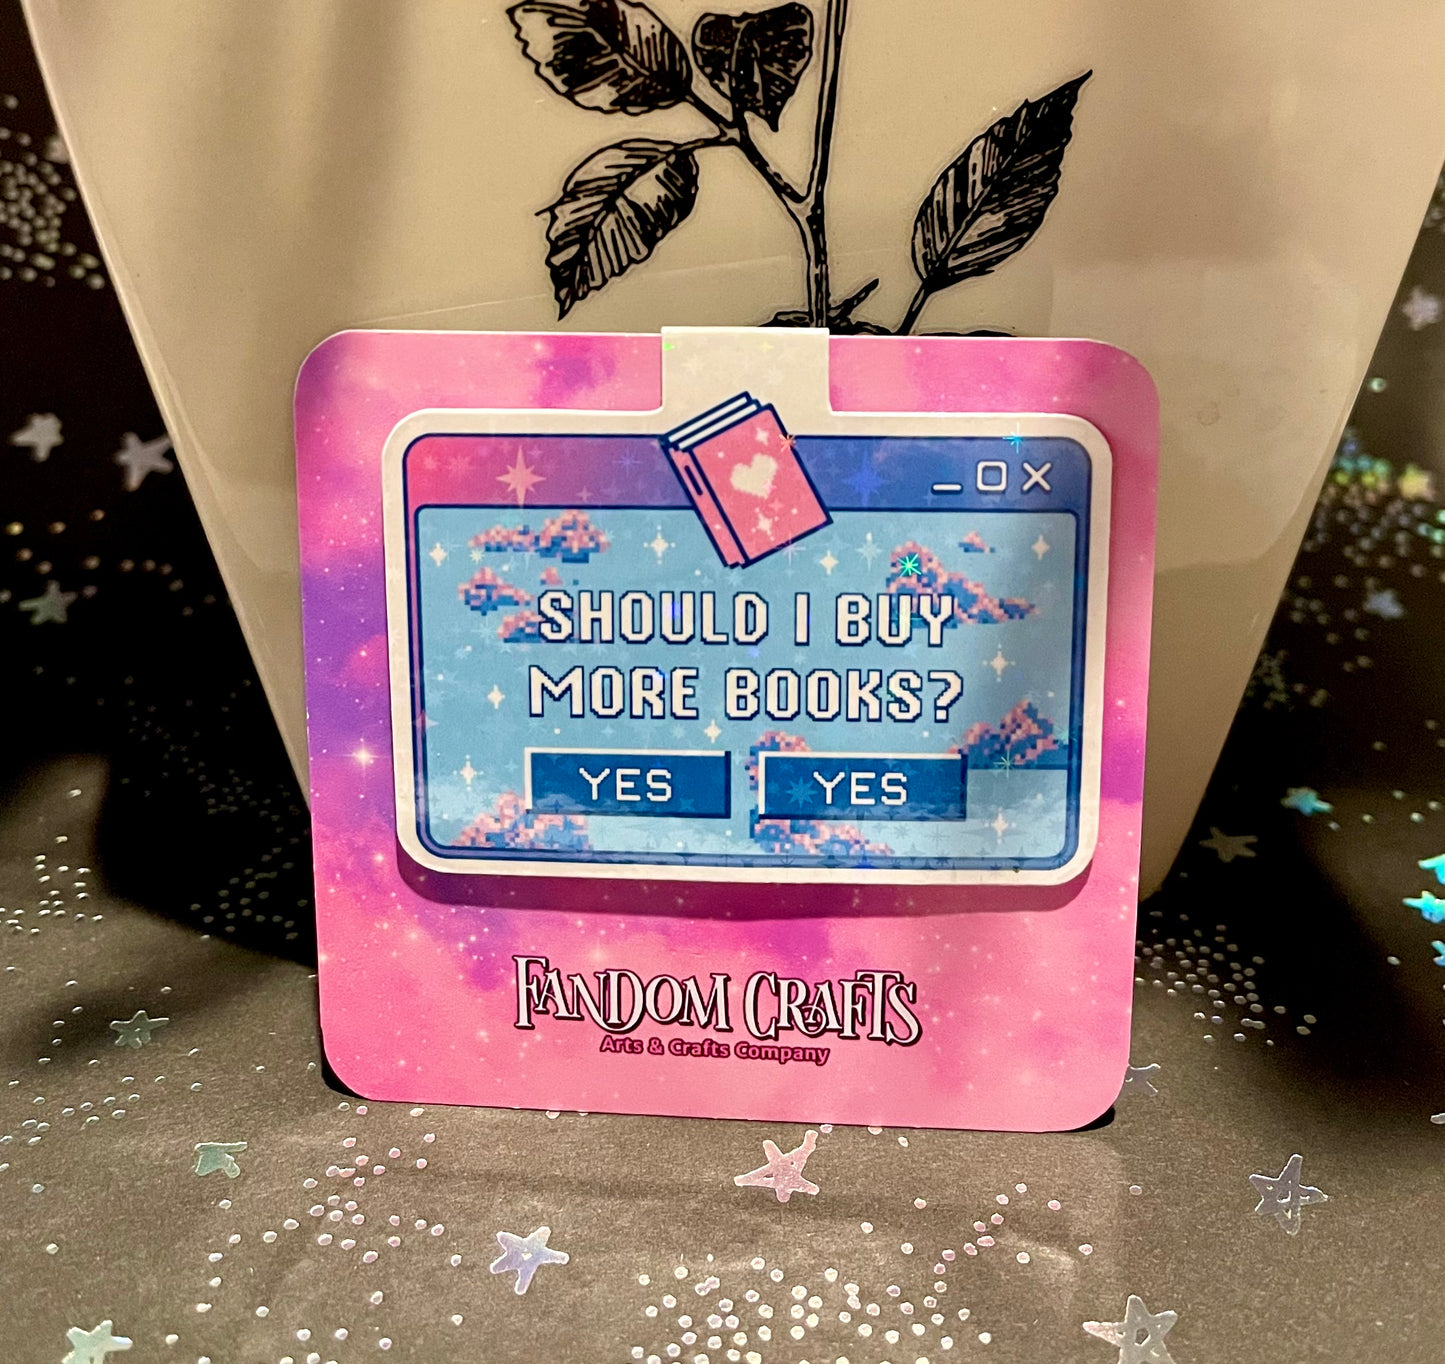 SHOULD I BUY
MORE BOOKS?
YES YES
FANDOM CRAFTS
Arts & Crafts Company